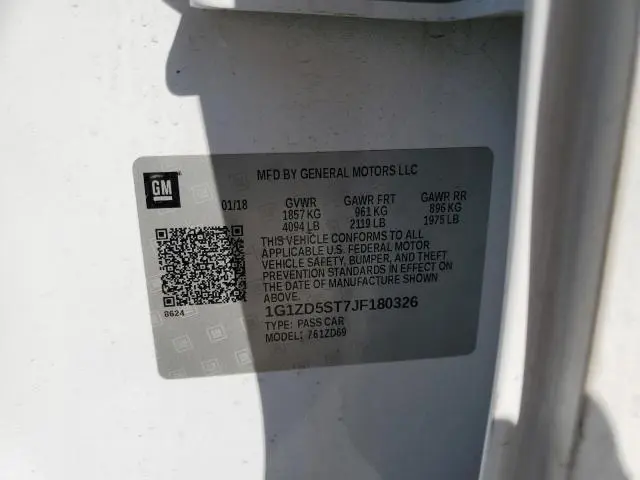 MFD BY GENERAL MOTORS LLC
GM
01/18 GVWR GAWR FRT GAWR RR
1857 KG 961 KG 896 KG
4094 LB 2119 LB 1975 LB
THIS VEHICLE CONFORMS TO ALL
APPLICABLE U.S. FEDERAL MOTOR
VEHICLE SAFETY, BUMPER, AND THEFT
PREVENTION STANDARDS IN EFFECT ON
THE DATE OF MANUFACTURE SHOWN
ABOVE.
8624
1G1ZD5ST7JF180326
TYPE: PASS CAR
MODEL: 761ZD69